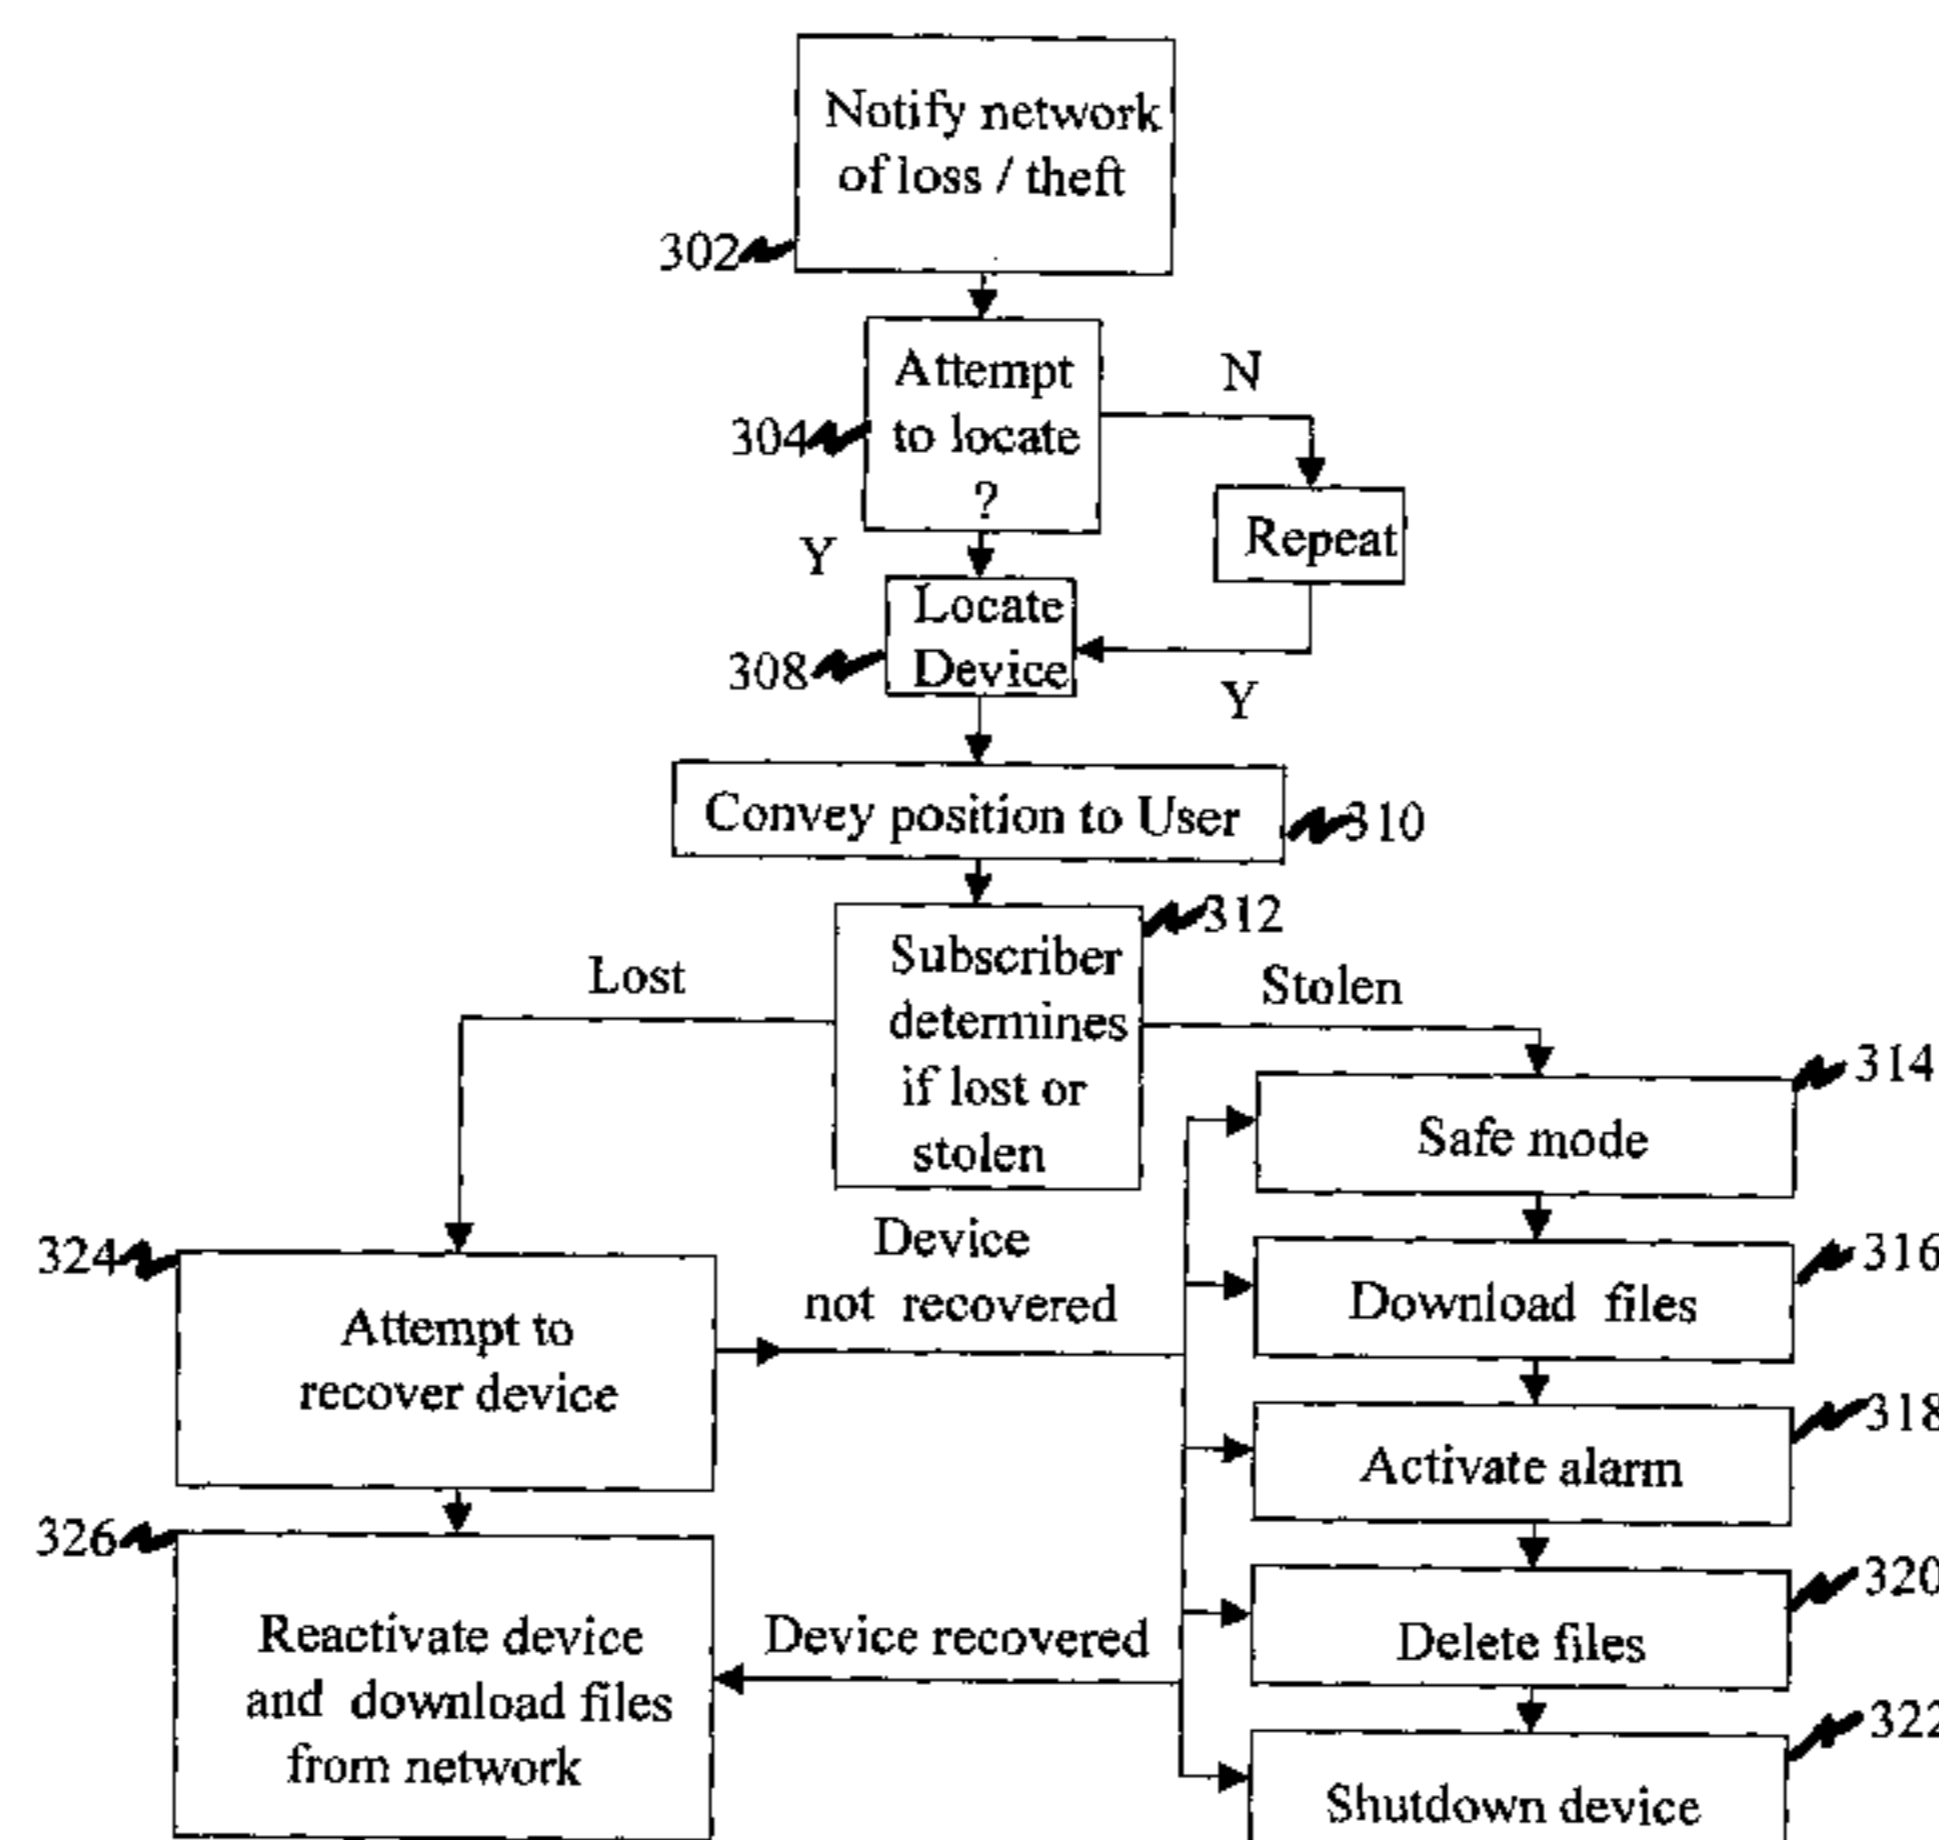 Notify network
of loss / theft
302
Attempt
to locate
?
304
N
Repeat
Y
Locate
Device
308
Y
Convey position to User
310
312
Subscriber
determines
if lost or
stolen
Lost
Stolen
314
Safe mode
324
Attempt to
recover device
Device
not recovered
316
Download files
318
Activate alarm
326
Reactivate device
and download files
from network
Device recovered
320
Delete files
322
Shutdown device